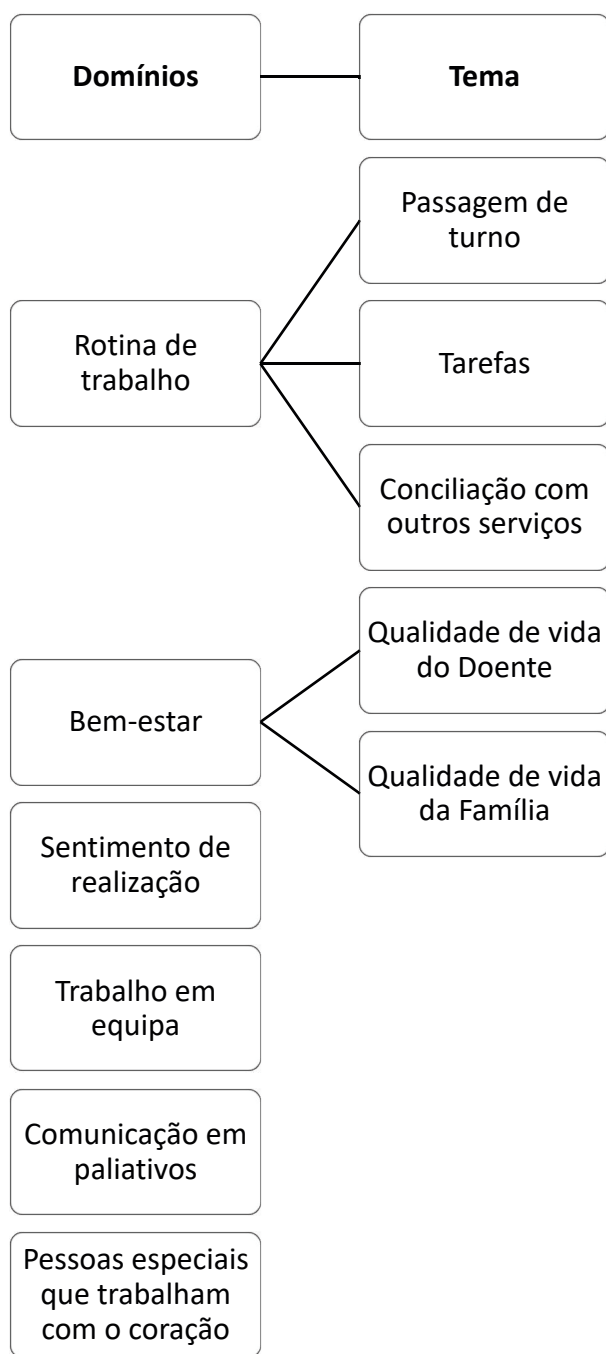 Domínios
Tema
Passagem de
turno
Rotina de
trabalho
Tarefas
Conciliação com
outros serviços
Bem-estar
Qualidade de vida
do Doente
Qualidade de vida
da Família
Sentimento de
realização
Trabalho em
equipa
Comunicação em
paliativos
Pessoas especiais
que trabalham
com o coração